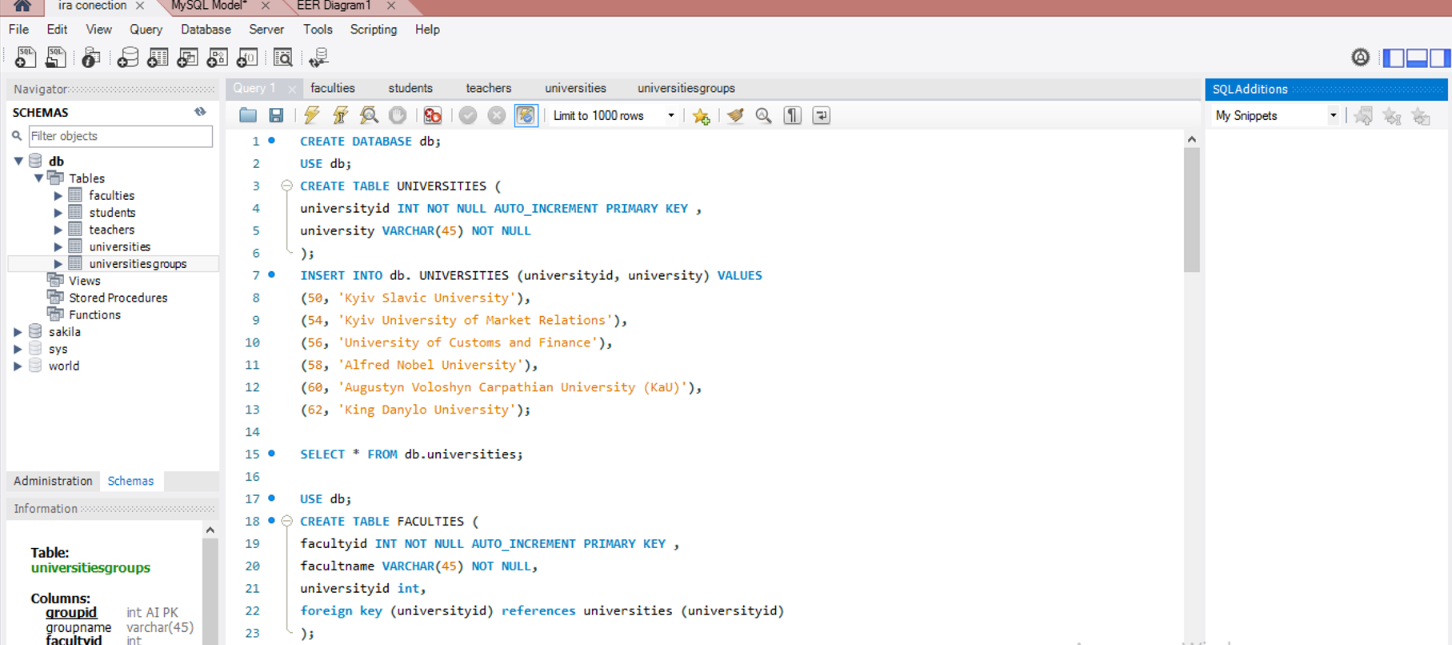 ira conection
MySQL Model*
EER Diagram1
File Edit View Query Database Server Tools Scripting Help
Navigator
SCHEMAS
Filter objects
db
Tables
faculties
students
teachers
universities
universitiesgroups
Views
Stored Procedures
Functions
sakila
sys
world
Administration Schemas
Information
Table:
universitiesgroups
Columns:
groupid int AI PK
groupname varchar(45)
facultyid int
Query 1 faculties students teachers universities universitiesgroups
Limit to 1000 rows
1 CREATE DATABASE db;
2 USE db;
3 CREATE TABLE UNIVERSITIES (
4 universityid INT NOT NULL AUTO_INCREMENT PRIMARY KEY ,
5 university VARCHAR(45) NOT NULL
6 );
7 INSERT INTO db. UNIVERSITIES (universityid, university) VALUES
8 (50, 'Kyiv Slavic University'),
9 (54, 'Kyiv University of Market Relations'),
10 (56, 'University of Customs and Finance'),
11 (58, 'Alfred Nobel University'),
12 (60, 'Augustyn Voloshyn Carpathian University (KaU)'),
13 (62, 'King Danylo University');
14
15 SELECT * FROM db.universities;
16
17 USE db;
18 CREATE TABLE FACULTIES (
19 facultyid INT NOT NULL AUTO_INCREMENT PRIMARY KEY ,
20 facultname VARCHAR(45) NOT NULL,
21 universityid int,
22 foreign key (universityid) references universities (universityid)
23 );
SQLAdditions
My Snippets